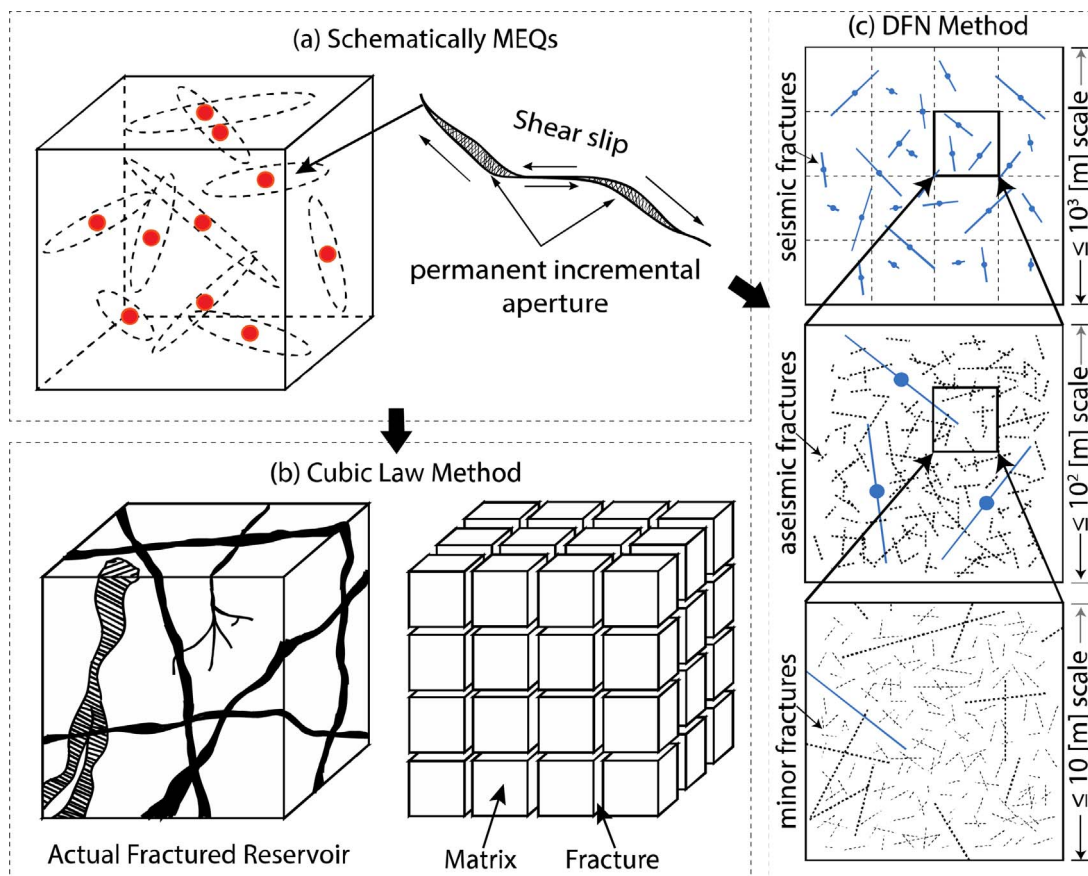 (a) Schematically MEQs
Shear slip
permanent incremental
aperture
(b) Cubic Law Method
Actual Fractured Reservoir
Matrix
Fracture
(c) DFN Method
seismic fractures
≤ 10³ [m] scale
aseismic fractures
≤ 10² [m] scale
minor fractures
≤ 10 [m] scale